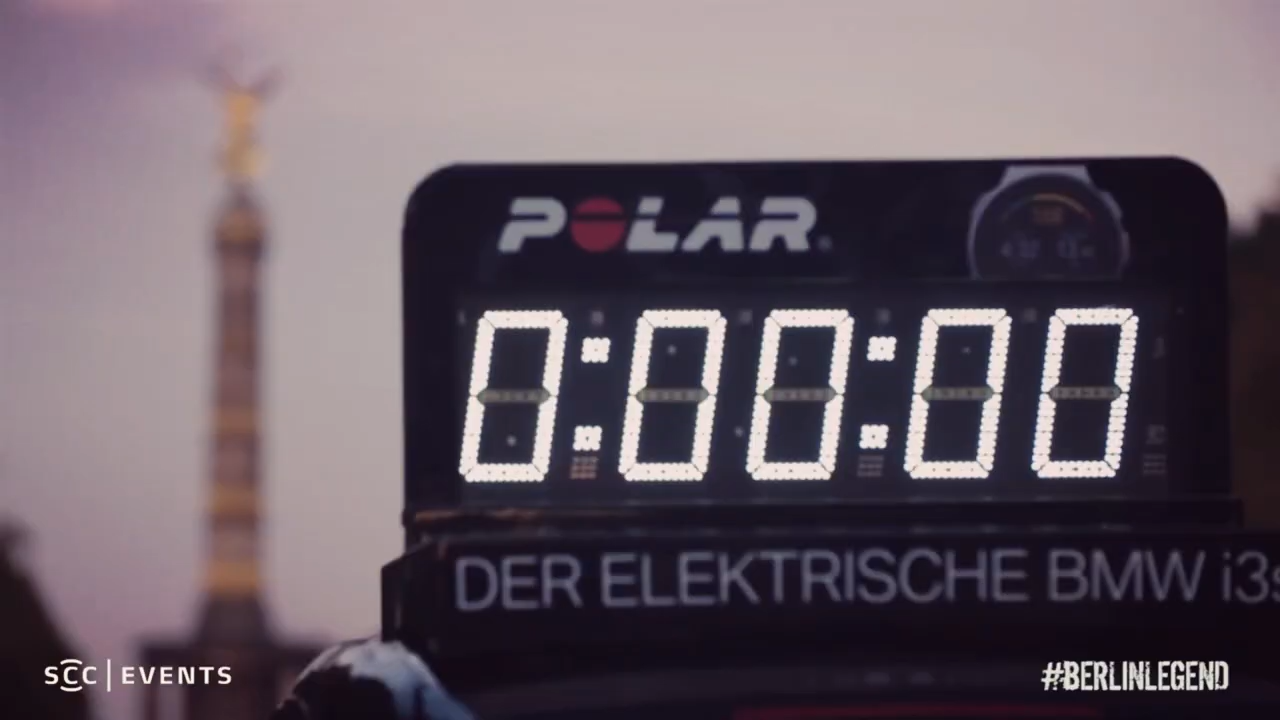 POLAR
0:00:00
DER ELEKTRISCHE BMW i3s
SCC | EVENTS
#BERLINLEGEND